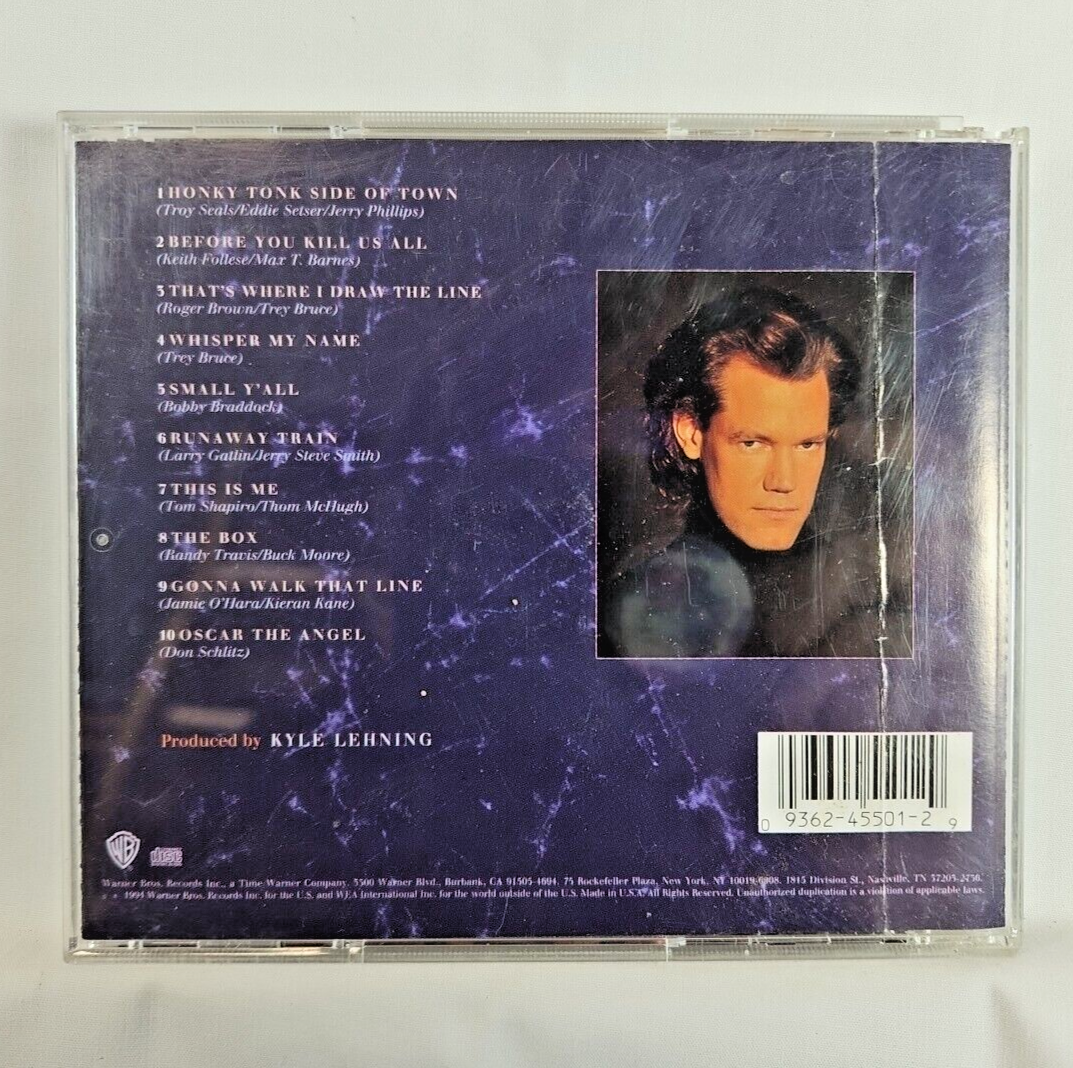 1 HONKY TONK SIDE OF TOWN
(Troy Seals/Eddie Setser/Jerry Phillips)
2 BEFORE YOU KILL US ALL
(Keith Follese/Max T. Barnes)
3 THAT'S WHERE I DRAW THE LINE
(Roger Brown/Trey Bruce)
4 WHISPER MY NAME
(Trey Bruce)
5 SMALL Y'ALL
(Bobby Braddock)
6 RUNAWAY TRAIN
(Larry Gatlin/Jerry Steve Smith)
7 THIS IS ME
(Tom Shapiro/Thom McHugh)
8 THE BOX
(Randy Travis/Buck Moore)
9 GONNA WALK THAT LINE
(Jamie O'Hara/Kieran Kane)
10 OSCAR THE ANGEL
(Don Schlitz)
Produced by KYLE LEHNING
0 9362-45501-2 9
WB disc
Warner Bros. Records Inc., a Time Warner Company. 3300 Warner Blvd., Burbank, CA 91505-4694. 75 Rockefeller Plaza, New York, NY 10019-6908. 1815 Division St., Nashville, TN
1994 Warner Bros. Records Inc. for the U.S. and WEA International Inc. for the world outside of the U.S. Made in U.S.A. All Rights Reserved. Unauthorized duplication is a violation of applicable laws.